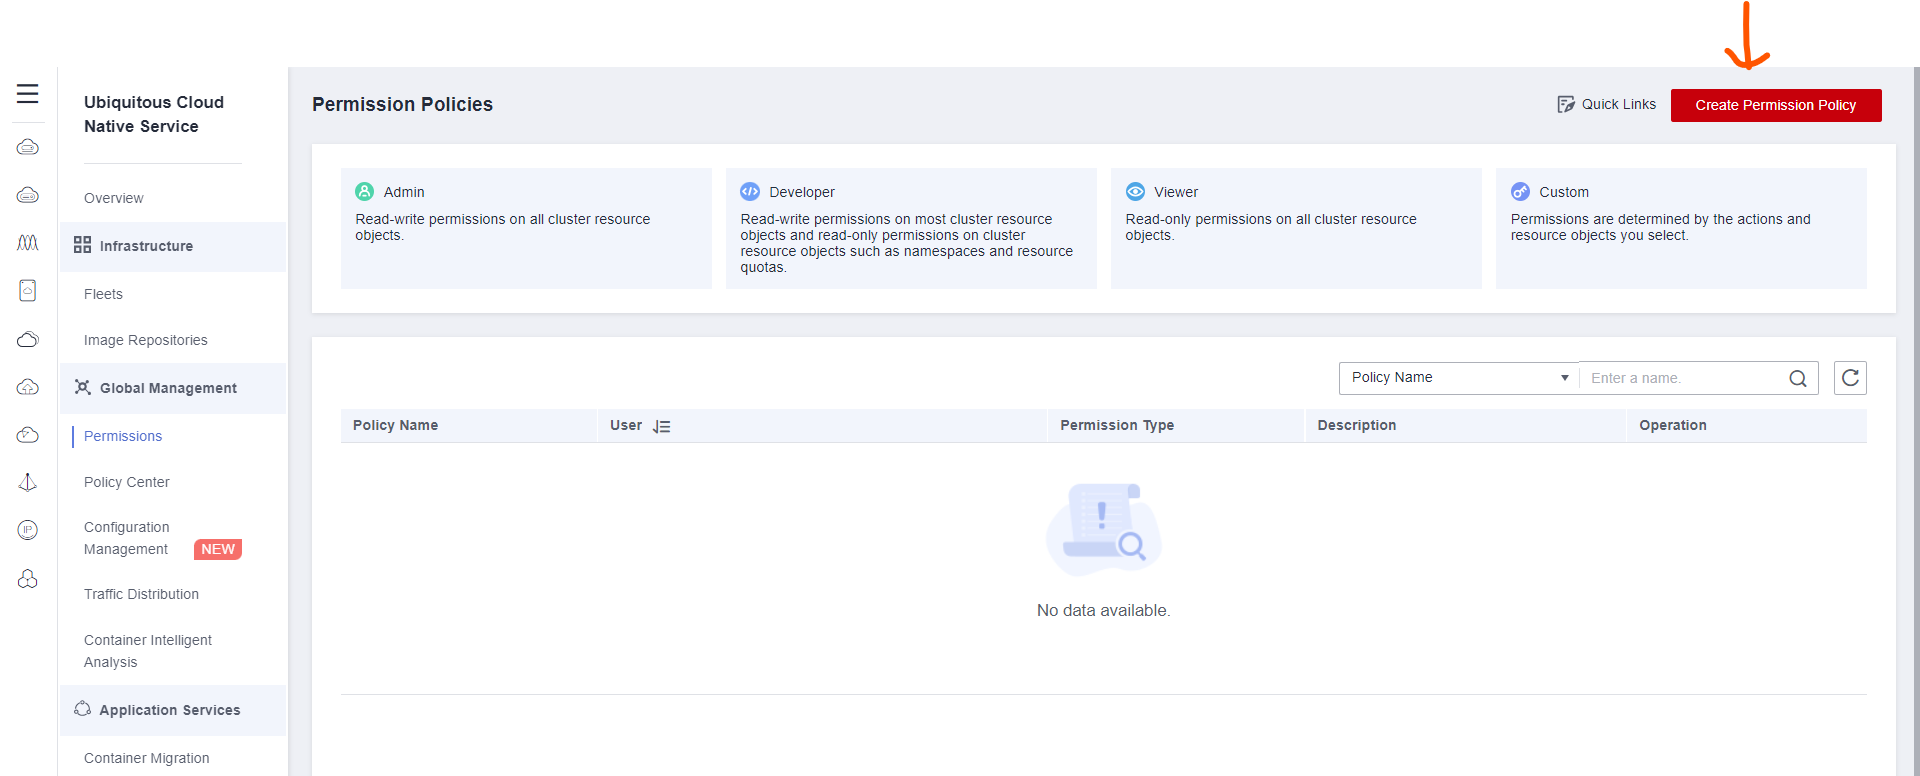 Ubiquitous Cloud
Native Service
Overview
Infrastructure
Fleets
Image Repositories
Global Management
Permissions
Policy Center
Configuration
Management NEW
Traffic Distribution
Container Intelligent
Analysis
Application Services
Container Migration
Permission Policies
Quick Links
Create Permission Policy
Admin
Read-write permissions on all cluster resource
objects.
Developer
Read-write permissions on most cluster resource
objects and read-only permissions on cluster
resource objects such as namespaces and resource
quotas.
Viewer
Read-only permissions on all cluster resource
objects.
Custom
Permissions are determined by the actions and
resource objects you select.
Policy Name
Enter a name.
Policy Name User Permission Type Description Operation
No data available.
IP